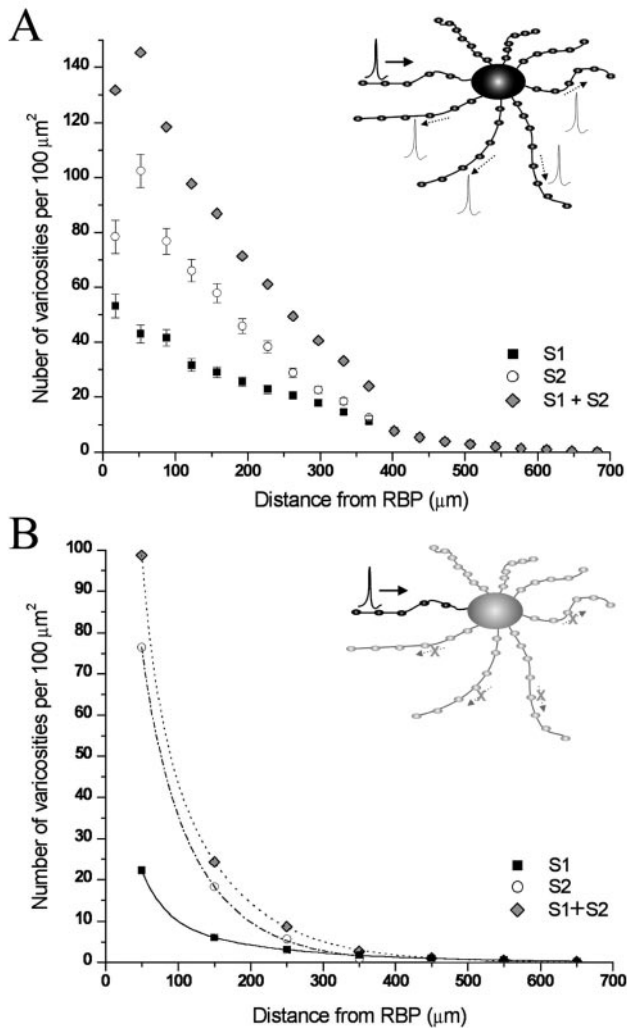 A
Nuber of varicosities per 100 μm²
140
120
100
80
60
40
20
0
S1
S2
S1 + S2
0 100 200 300 400 500 600 700
Distance from RBP (μm)
B
Number of varicosities per 100 μm²
100
90
80
70
60
50
40
30
20
10
0
X
X
X
X
S1
S2
S1+S2
0 100 200 300 400 500 600 700
Distance from RBP (μm)